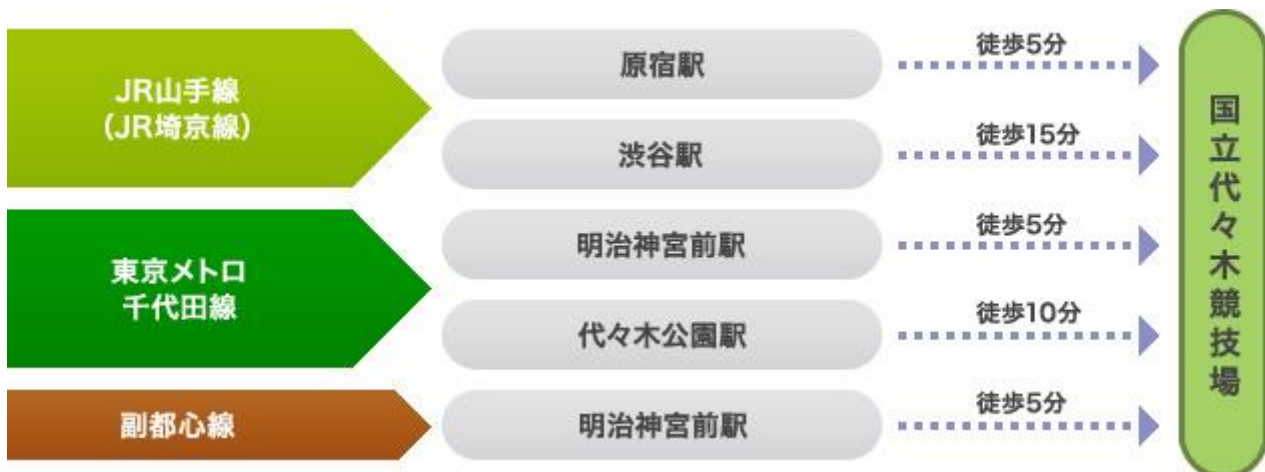 JR山手線
（JR埼京線）
原宿駅
徒歩5分
渋谷駅
徒歩15分
東京メトロ
千代田線
明治神宮前駅
徒歩5分
代々木公園駅
徒歩10分
副都心線
明治神宮前駅
徒歩5分
国立代々木競技場